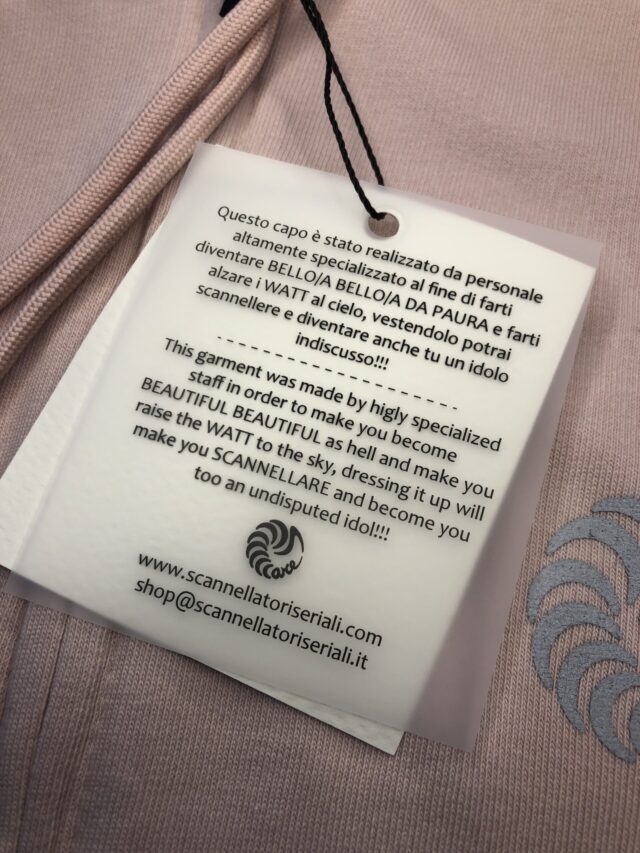 Questo capo è stato realizzato da personale
altamente specializzato al fine di farti
diventare BELLO/A BELLO/A DA PAURA e farti
alzare i WATT al cielo, vestendolo potrai
scannellere e diventare anche tu un idolo
indiscusso!!!
This garment was made by higly specialized
staff in order to make you become
BEAUTIFUL BEAUTIFUL as hell and make you
raise the WATT to the sky, dressing it up will
make you SCANNELLARE and become you
too an undisputed idol!!!
care
www.scannellatoriseriali.com
shop@scannellatoriseriali.it